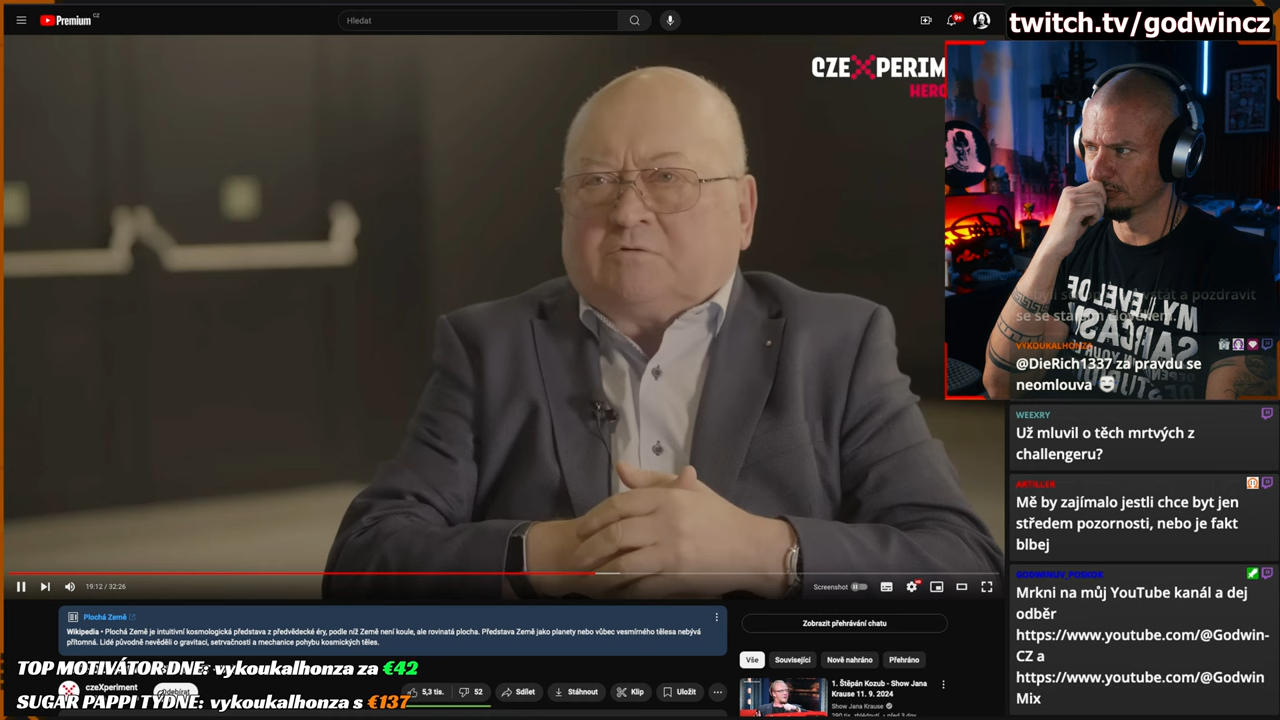 Premium CZ
Hledat
9+
twitch.tv/godwincz
CZEXPERIM
HERO
MY LEVEL OF
SARCASM
VYKOUKALHONZA
@DieRich1337 za pravdu se
neomlouva
WEEXRY
Už mluvil o těch mrtvých z
challengeru?
ARTILLER
Mě by zajímalo jestli chce byt jen
středem pozornosti, nebo je fakt
blbej
GODWINUV_POSKOK
Mrkni na můj YouTube kanál a dej
odběr
https://www.youtube.com/@Godwin-
CZ a
https://www.youtube.com/@Godwin
Mix
19:12 / 32:26
Screenshot
Plochá Země
Wikipedia • Plochá Země je intuitivní kosmologická představa z předvědecké éry, podle níž Země není koule, ale rovinatá plocha. Představa Země jako planety nebo vůbec vesmírného tělesa nebývá
přítomná. Lidé původně nevěděli o gravitaci, setrvačnosti a mechanice pohybu kosmických těles.
Zobrazit přehrávání chatu
Vše
Související
Nově nahráno
Přehráno
TOP MOTIVÁTOR DNE: vykoukalhonza za €42
czeXperiment
Odebírat
5,3 tis.
52
Sdílet
Stáhnout
Klip
Uložit
SUGAR PAPPI TÝDNE: vykoukalhonza s €137
1. Štěpán Kozub - Show Jana
Krause 11. 9. 2024
Show Jana Krause